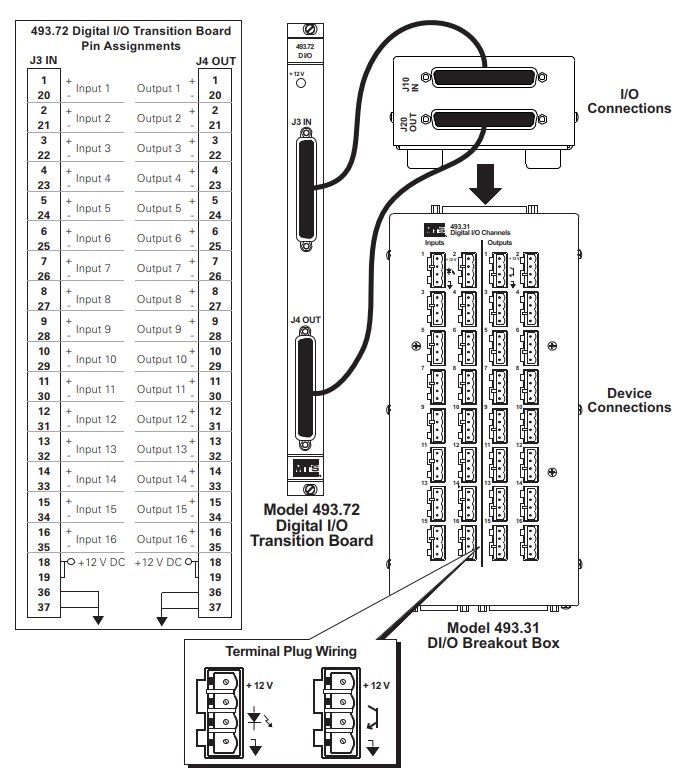 493.72 Digital I/O Transition Board
Pin Assignments
J3 IN J4 OUT
1 + Input 1 Output 1 + 1
20 - - 20
2 + Input 2 Output 2 + 2
21 - - 21
3 + Input 3 Output 3 + 3
22 - - 22
4 + Input 4 Output 4 + 4
23 - - 23
5 + Input 5 Output 5 + 5
24 - - 24
6 + Input 6 Output 6 + 6
25 - - 25
7 + Input 7 Output 7 + 7
26 - - 26
8 + Input 8 Output 8 + 8
27 - - 27
9 + Input 9 Output 9 + 9
28 - - 28
10 + Input 10 Output 10 + 10
29 - - 29
11 + Input 11 Output 11 + 11
30 - - 30
12 + Input 12 Output 12 + 12
31 - - 31
13 + Input 13 Output 13 + 13
32 - - 32
14 + Input 14 Output 14 + 14
33 - - 33
15 + Input 15 Output 15 + 15
34 - - 34
16 + Input 16 Output 16 + 16
35 - - 35
18 +12 V DC +12 V DC 18
19 19
36 36
37 37
493.72
DI/O
+12V
J3 IN
J4 OUT
MTS
Model 493.72
Digital I/O
Transition Board
J10
IN
J20
OUT
I/O
Connections
MTS
493.31
Digital I/O Channels
Inputs Outputs
1 2 1 2
+12 V +12 V
3 4 3 4
5 6 5 6
7 8 7 8
9 10 9 10
11 12 11 12
13 14 13 14
15 16 15 16
Device
Connections
Model 493.31
DI/O Breakout Box
Terminal Plug Wiring
+ 12 V + 12 V